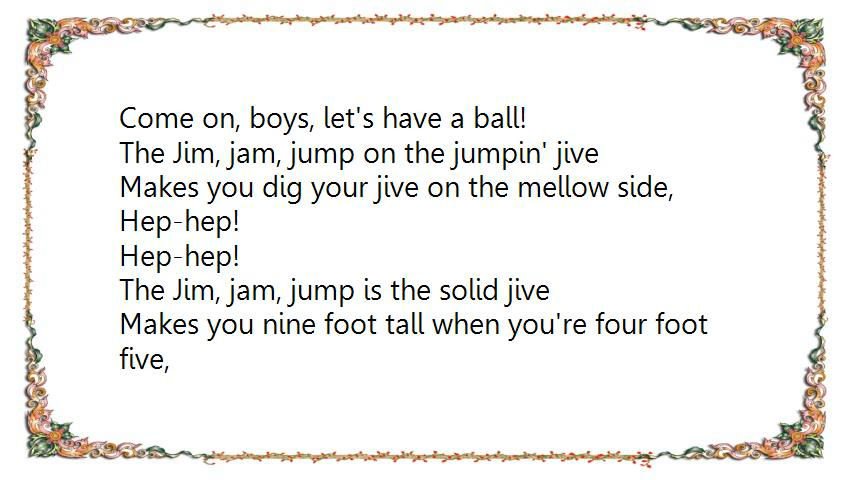 Come on, boys, let's have a ball!
The Jim, jam, jump on the jumpin' jive
Makes you dig your jive on the mellow side,
Hep-hep!
Hep-hep!
The Jim, jam, jump is the solid jive
Makes you nine foot tall when you're four foot
five,